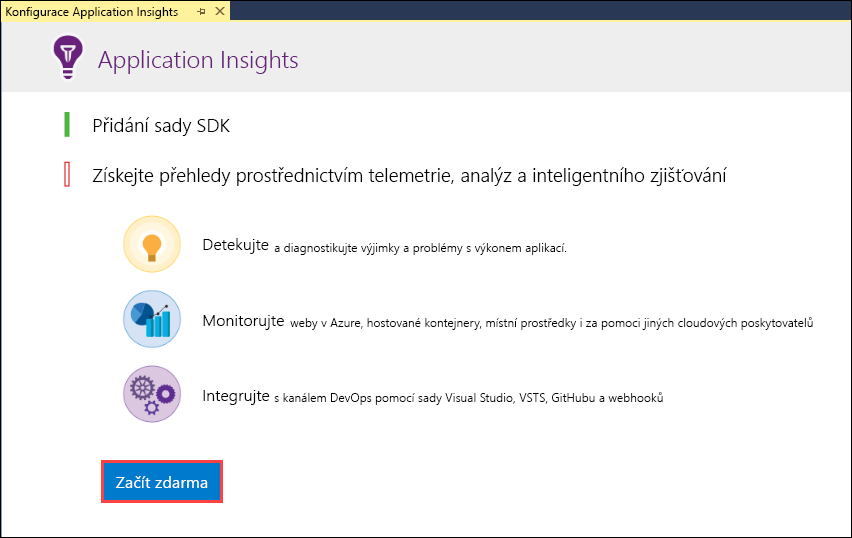 Konfigurace Application Insights
Application Insights
Přidání sady SDK
Získejte přehledy prostřednictvím telemetrie, analýz a inteligentního zjišťování
Detekujte a diagnostikujte výjimky a problémy s výkonem aplikací.
Monitorujte weby v Azure, hostované kontejnery, místní prostředky i za pomoci jiných cloudových poskytovatelů
Integrujte s kanálem DevOps pomocí sady Visual Studio, VSTS, GitHubu a webhooků
Začít zdarma